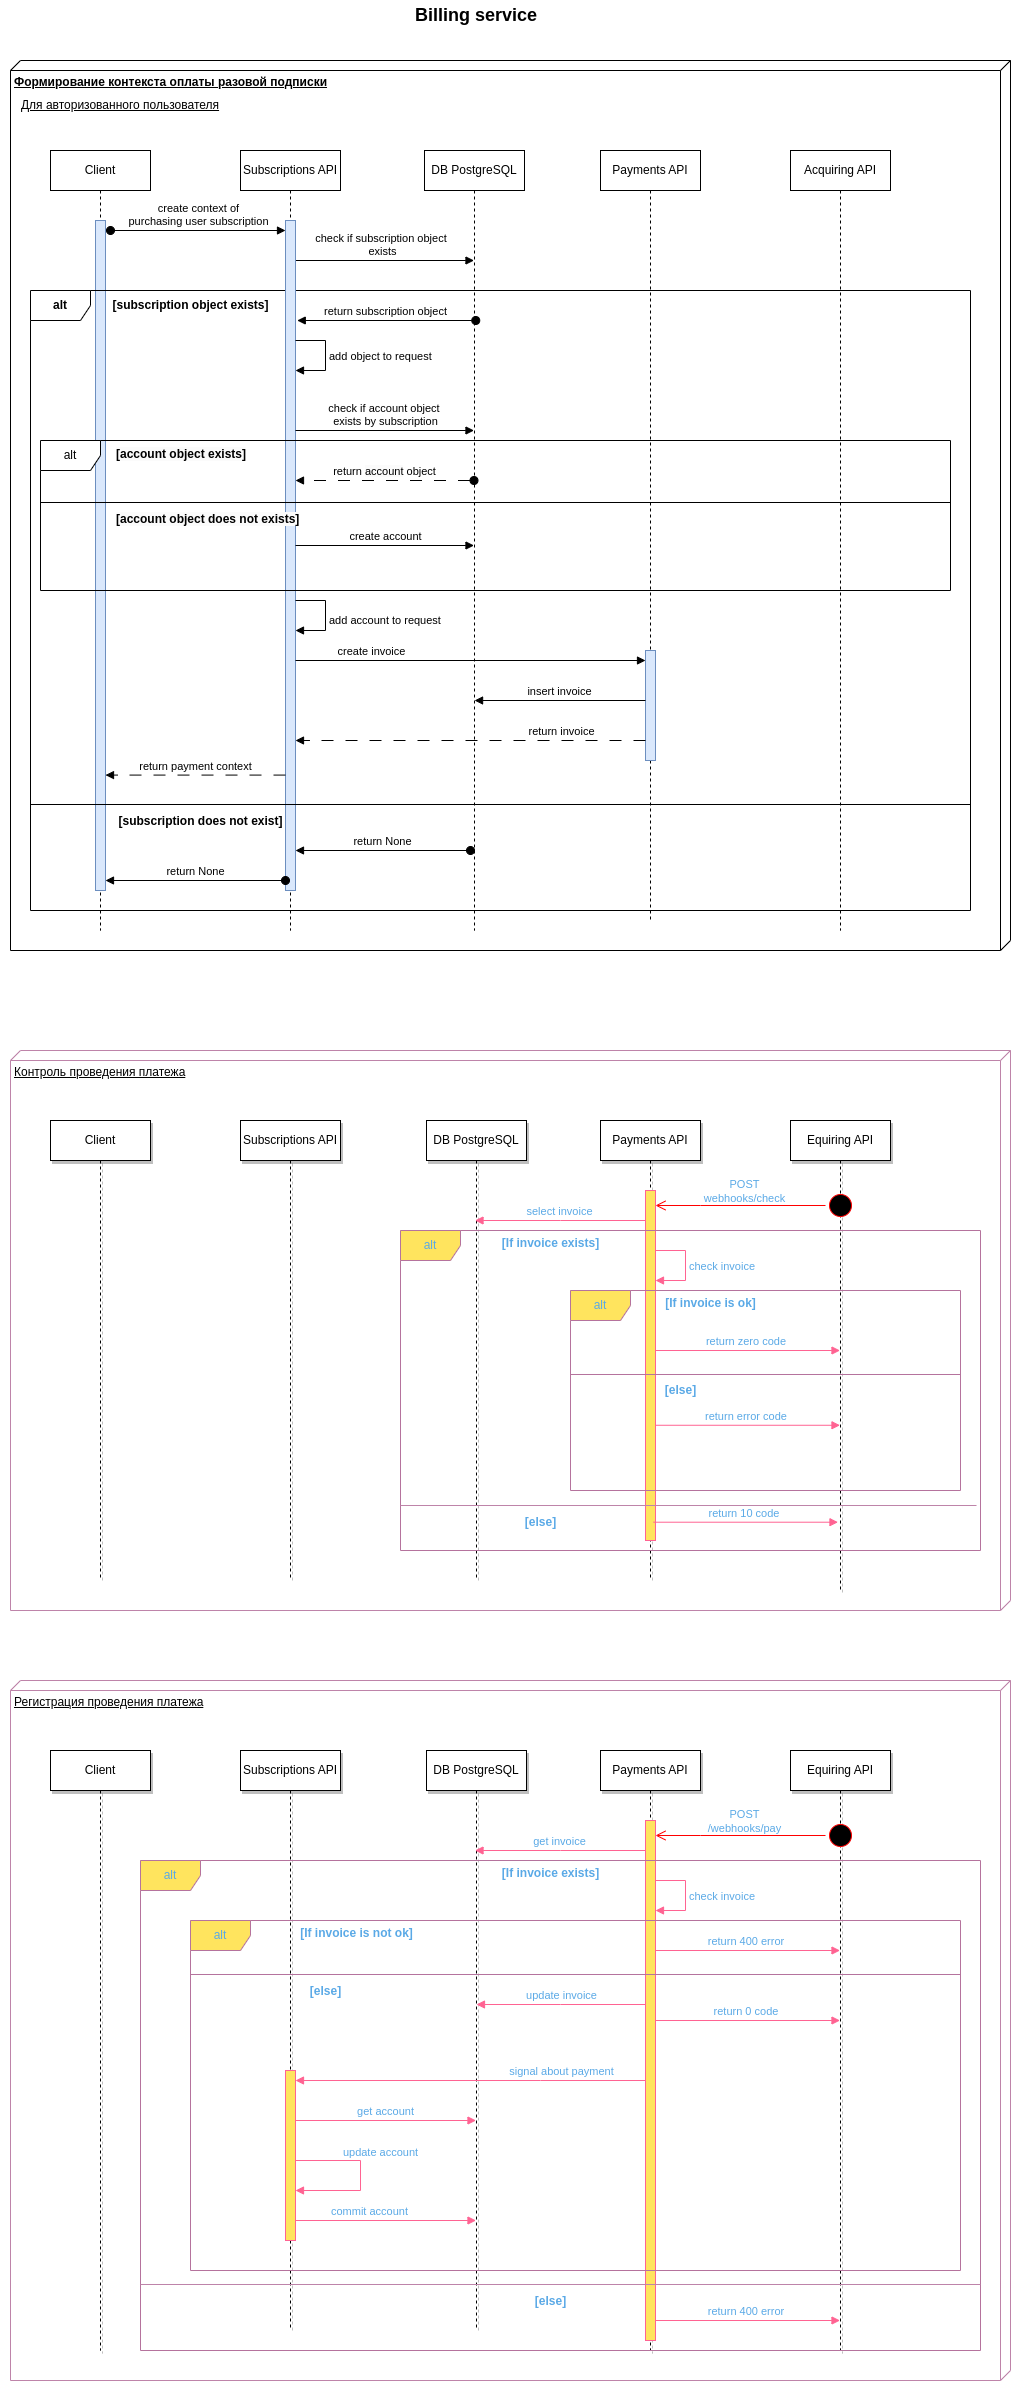 Billing service
Формирование контекста оплаты разовой подписки
Для авторизованного пользователя
Client
Subscriptions API
DB PostgreSQL
Payments API
Acquiring API
create context of
purchasing user subscription
check if subscription object
exists
alt
[subscription object exists]
return subscription object
add object to request
check if account object
exists by subscription
alt
[account object exists]
return account object
[account object does not exists]
create account
add account to request
create invoice
insert invoice
return invoice
return payment context
[subscription does not exist]
return None
return None
Контроль проведения платежа
Client
Subscriptions API
DB PostgreSQL
Payments API
Equiring API
POST
webhooks/check
select invoice
alt
[If invoice exists]
check invoice
alt
[If invoice is ok]
return zero code
[else]
return error code
return 10 code
[else]
Регистрация проведения платежа
Client
Subscriptions API
DB PostgreSQL
Payments API
Equiring API
POST
/webhooks/pay
get invoice
alt
[If invoice exists]
check invoice
alt
[If invoice is not ok]
return 400 error
[else]
update invoice
return 0 code
signal about payment
get account
update account
commit account
[else]
return 400 error